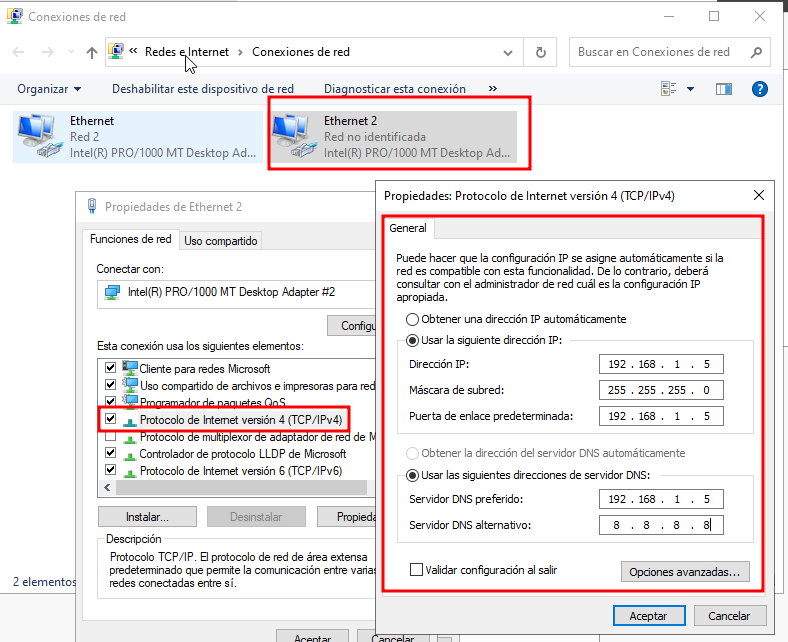 Conexiones de red
« Redes e Internet > Conexiones de red
Buscar en Conexiones de red
Organizar
Deshabilitar este dispositivo de red
Diagnosticar esta conexión
»
Ethernet
Red 2
Intel(R) PRO/1000 MT Desktop Ad...
Ethernet 2
Red no identificada
Intel(R) PRO/1000 MT Desktop Ad...
2 elementos
Propiedades de Ethernet 2
Funciones de red
Uso compartido
Conectar con:
Intel(R) PRO/1000 MT Desktop Adapter #2
Configu
Esta conexión usa los siguientes elementos:
Cliente para redes Microsoft
Uso compartido de archivos e impresoras para red
Programador de paquetes QoS
Protocolo de Internet versión 4 (TCP/IPv4)
Protocolo de multiplexor de adaptador de red de M
Controlador de protocolo LLDP de Microsoft
Protocolo de Internet versión 6 (TCP/IPv6)
Instalar...
Desinstalar
Propieda
Descripción
Protocolo TCP/IP. El protocolo de red de área extensa
predeterminado que permite la comunicación entre varias
redes conectadas entre sí.
Aceptar
Cancelar
Propiedades: Protocolo de Internet versión 4 (TCP/IPv4)
General
Puede hacer que la configuración IP se asigne automáticamente si la
red es compatible con esta funcionalidad. De lo contrario, deberá
consultar con el administrador de red cuál es la configuración IP
apropiada.
Obtener una dirección IP automáticamente
Usar la siguiente dirección IP:
Dirección IP: 192 . 168 . 1 . 5
Máscara de subred: 255 . 255 . 255 . 0
Puerta de enlace predeterminada: 192 . 168 . 1 . 5
Obtener la dirección del servidor DNS automáticamente
Usar las siguientes direcciones de servidor DNS:
Servidor DNS preferido: 192 . 168 . 1 . 5
Servidor DNS alternativo: 8 . 8 . 8 . 8
Validar configuración al salir
Opciones avanzadas...
Aceptar
Cancelar